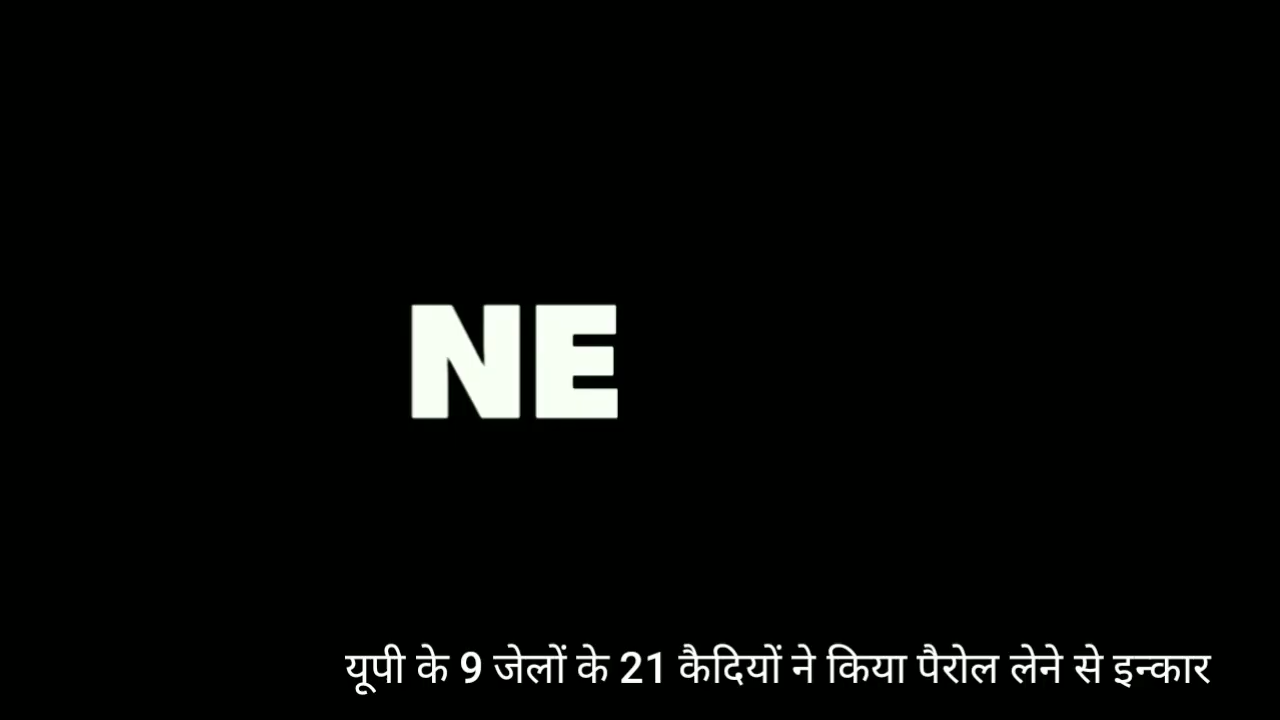 NE
यूपी के 9 जेलों के 21 कैदियों ने किया पैरोल लेने से इन्कार